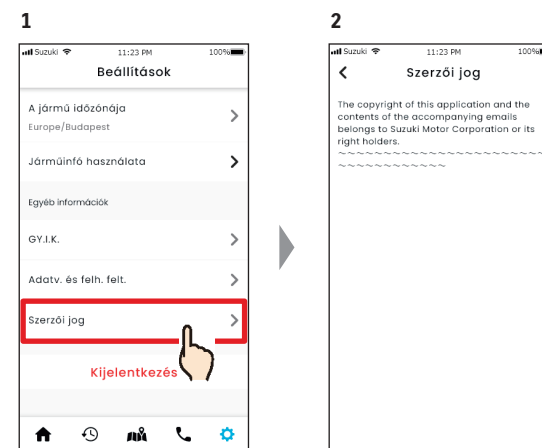 1
Suzuki 11:23 PM 100%
Beállítások
A jármű időzónája
Europe/Budapest
Járműinfó használata
Egyéb információk
GY.I.K.
Adatv. és felh. felt.
Szerzői jog
Kijelentkezés
2
Suzuki 11:23 PM 100%
Szerzői jog
The copyright of this application and the
contents of the accompanying emails
belongs to Suzuki Motor Corporation or its
right holders.
~~~~~~~~~~~~~~~~~~~~~~~
~~~~~~~~~~~~